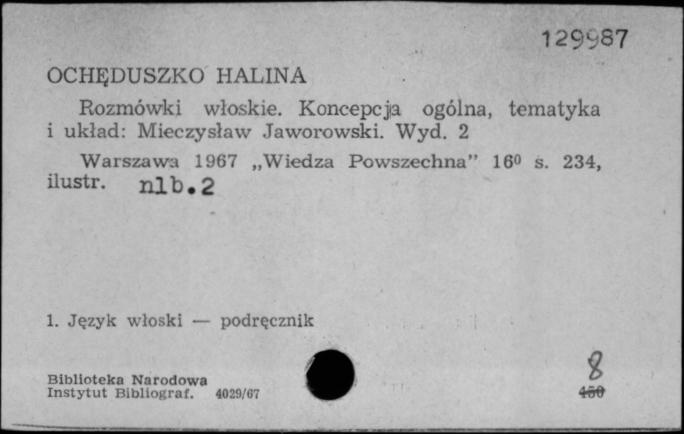 129987
OCHĘDUSZKO HALINA
Rozmówki włoskie. Koncepcja ogólna, tematyka
i układ: Mieczysław Jaworowski. Wyd. 2
Warszawa 1967 „Wiedza Powszechna” 16⁰ s. 234,
ilustr. nlb.2
1. Język włoski — podręcznik
8
Biblioteka Narodowa
Instytut Bibliograf. 4029/67
450